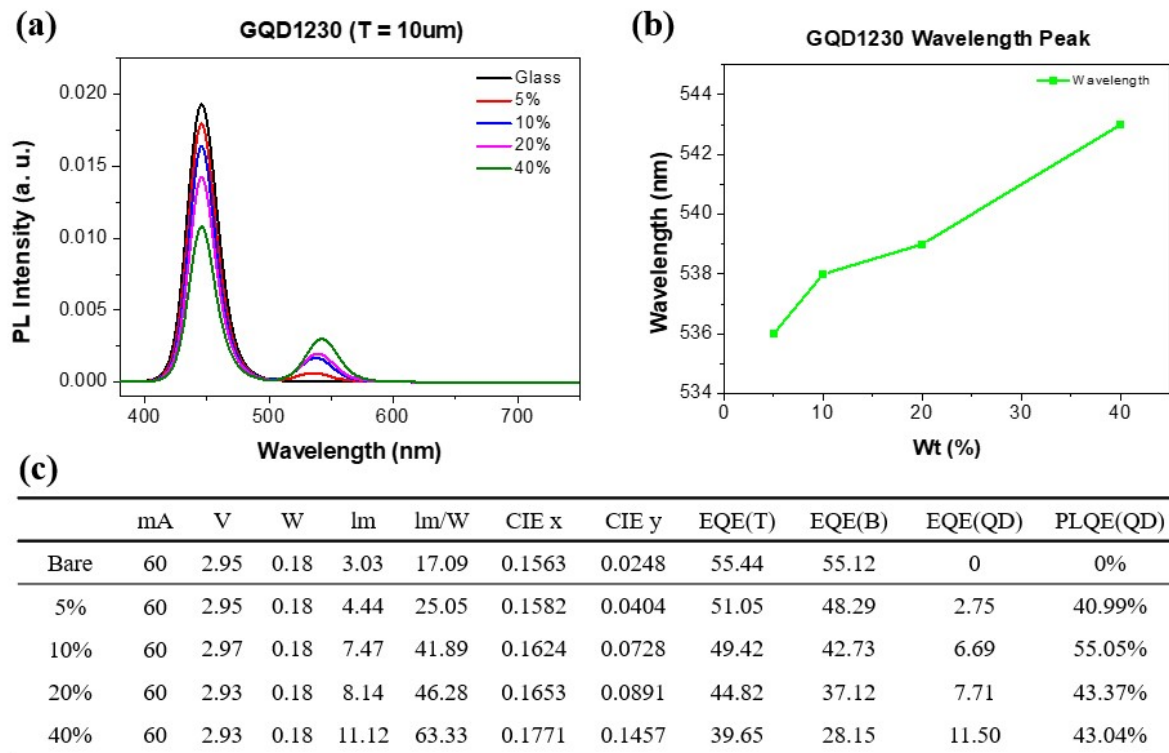 (a)
GQD1230 (T = 10um)
Glass
5%
10%
20%
40%
0.020
0.015
0.010
0.005
0.000
PL Intensity (a. u.)
400 500 600 700
Wavelength (nm)
(b)
GQD1230 Wavelength Peak
Wavelength
544
542
540
538
536
534
Wavelength (nm)
0 10 20 30 40
Wt (%)
(c)
mA V W lm lm/W CIE x CIE y EQE(T) EQE(B) EQE(QD) PLQE(QD)
Bare 60 2.95 0.18 3.03 17.09 0.1563 0.0248 55.44 55.12 0 0%
5% 60 2.95 0.18 4.44 25.05 0.1582 0.0404 51.05 48.29 2.75 40.99%
10% 60 2.97 0.18 7.47 41.89 0.1624 0.0728 49.42 42.73 6.69 55.05%
20% 60 2.93 0.18 8.14 46.28 0.1653 0.0891 44.82 37.12 7.71 43.37%
40% 60 2.93 0.18 11.12 63.33 0.1771 0.1457 39.65 28.15 11.50 43.04%